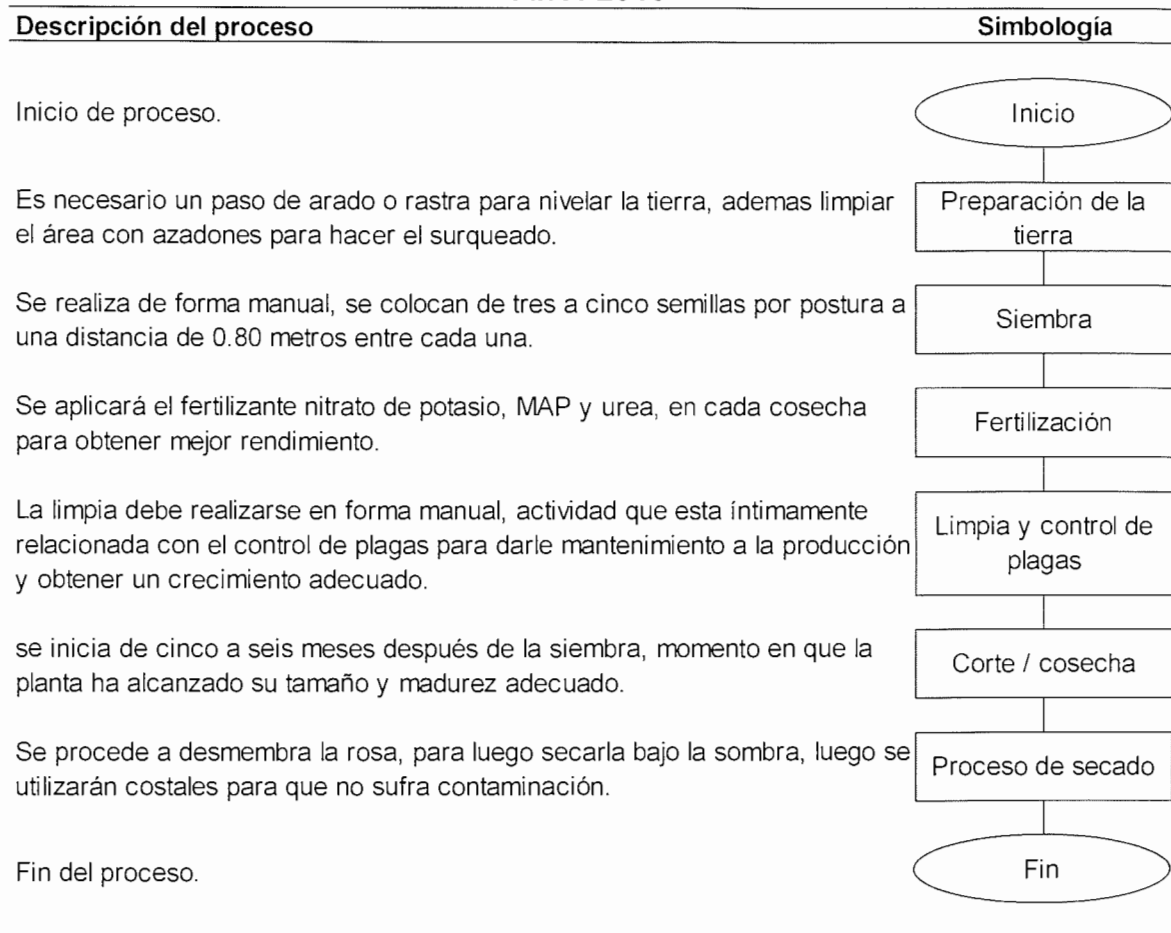 Descripción del proceso Simbología
Inicio de proceso. Inicio
Es necesario un paso de arado o rastra para nivelar la tierra, ademas limpiar
el área con azadones para hacer el surqueado.
Preparación de la
tierra
Se realiza de forma manual, se colocan de tres a cinco semillas por postura a
una distancia de 0.80 metros entre cada una.
Siembra
Se aplicará el fertilizante nitrato de potasio, MAP y urea, en cada cosecha
para obtener mejor rendimiento.
Fertilización
La limpia debe realizarse en forma manual, actividad que esta íntimamente
relacionada con el control de plagas para darle mantenimiento a la producción
y obtener un crecimiento adecuado.
Limpia y control de
plagas
se inicia de cinco a seis meses después de la siembra, momento en que la
planta ha alcanzado su tamaño y madurez adecuado.
Corte / cosecha
Se procede a desmembra la rosa, para luego secarla bajo la sombra, luego se
utilizarán costales para que no sufra contaminación.
Proceso de secado
Fin del proceso. Fin